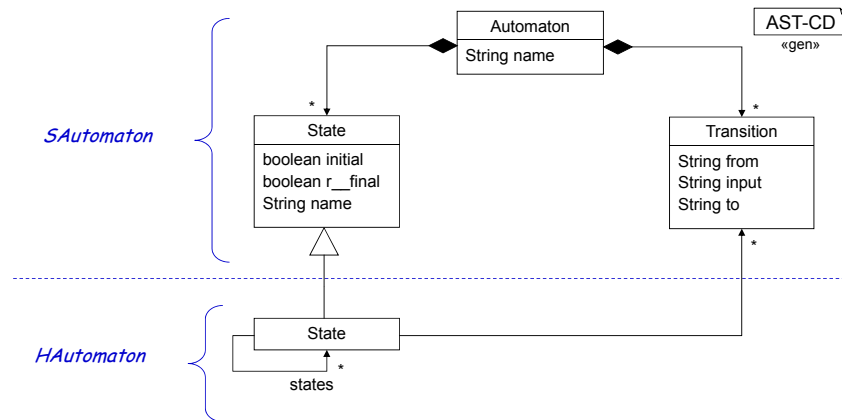 Automaton
String name
AST-CD
«gen»
*
*
SAutomaton
State
boolean initial
boolean r__final
String name
Transition
String from
String input
String to
*
HAutomaton
State
*
states